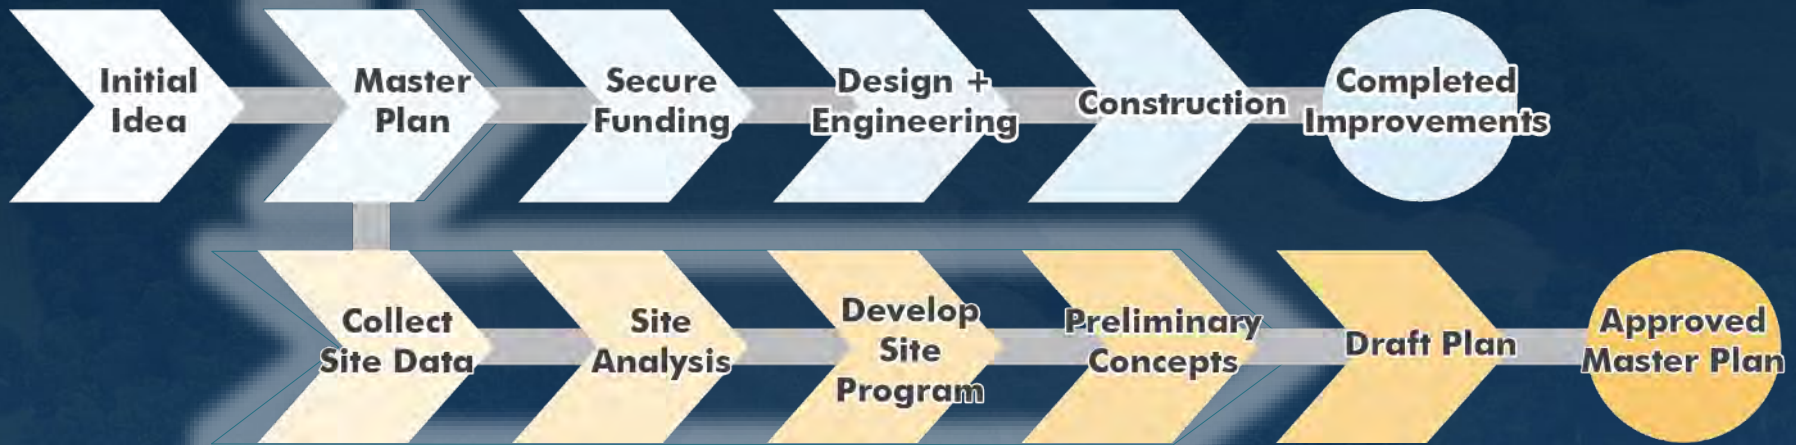 Initial
Idea
Master
Plan
Secure
Funding
Design +
Engineering
Construction
Completed
Improvements
Collect
Site Data
Site
Analysis
Develop
Site
Program
Preliminary
Concepts
Draft Plan
Approved
Master Plan